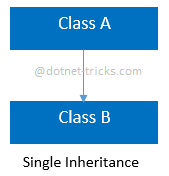 Class A
@dotnet-tricks.com
Class B
Single Inheritance